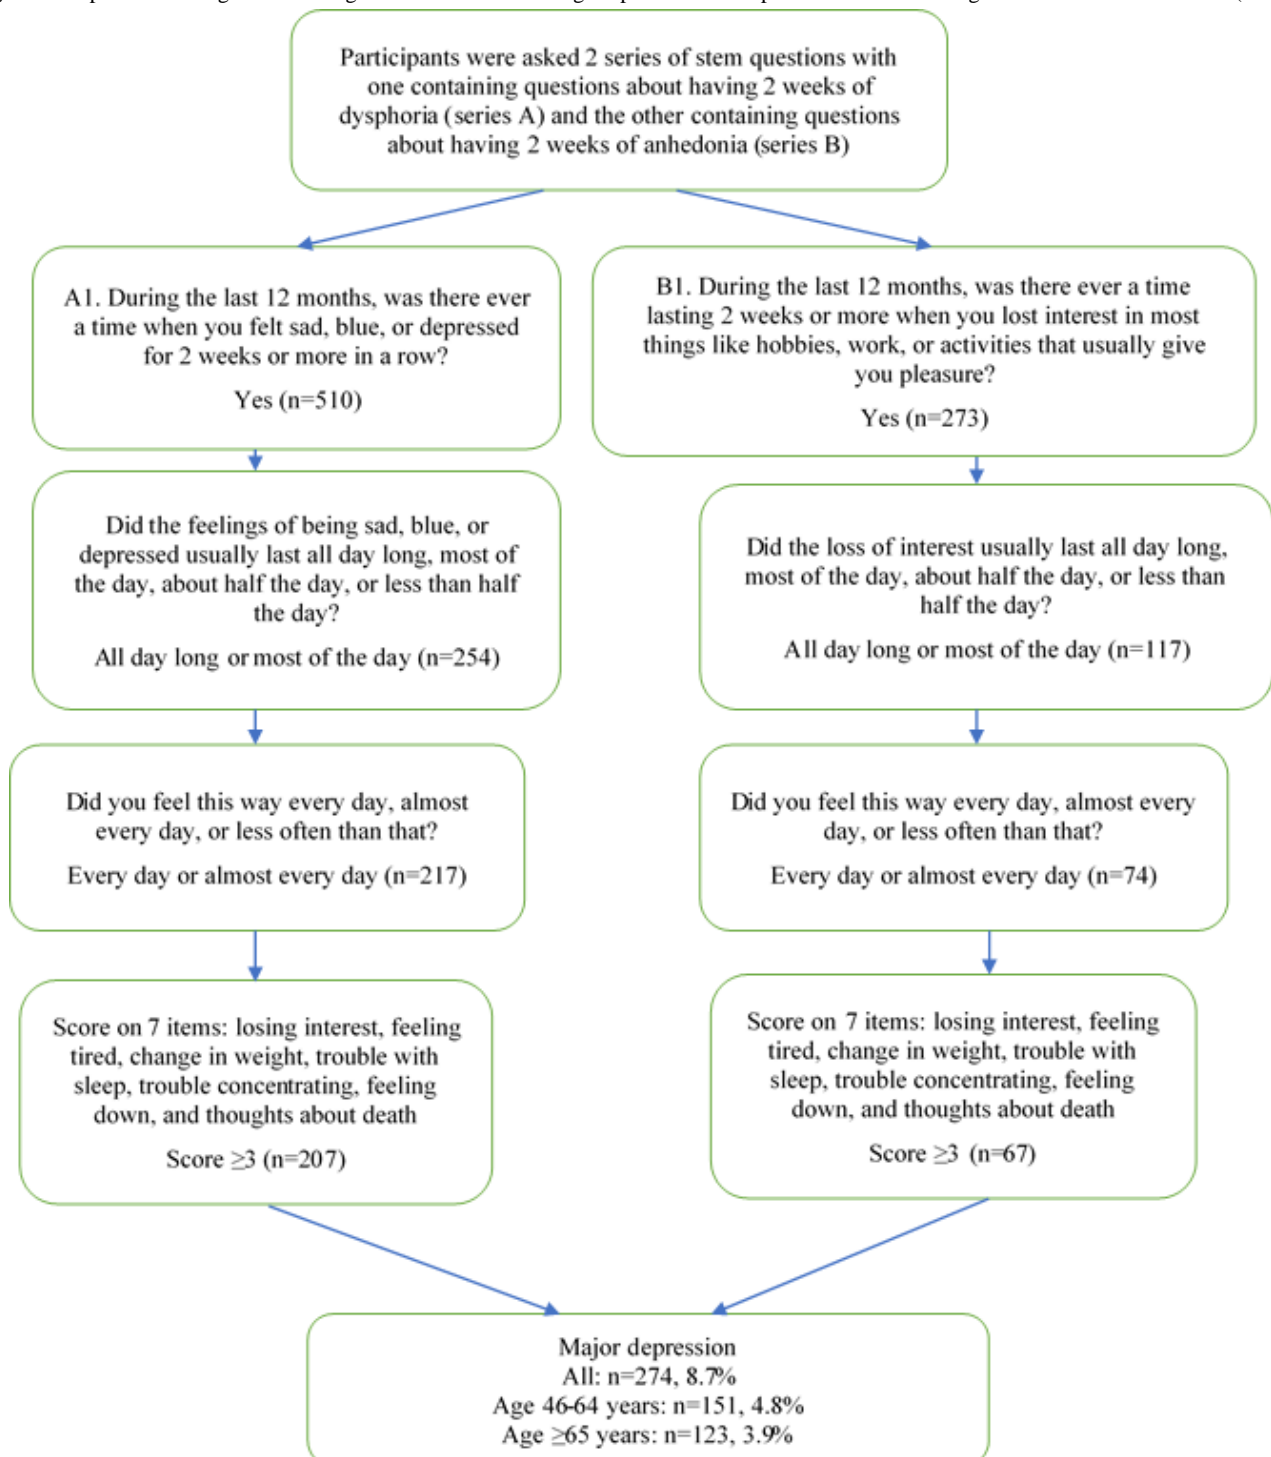 Participants were asked 2 series of stem questions with
one containing questions about having 2 weeks of
dysphoria (series A) and the other containing questions
about having 2 weeks of anhedonia (series B)
A1. During the last 12 months, was there ever
a time when you felt sad, blue, or depressed
for 2 weeks or more in a row?
Yes (n=510)
B1. During the last 12 months, was there ever a time
lasting 2 weeks or more when you lost interest in most
things like hobbies, work, or activities that usually give
you pleasure?
Yes (n=273)
Did the feelings of being sad, blue, or
depressed usually last all day long, most of
the day, about half the day, or less than half
the day?
All day long or most of the day (n=254)
Did the loss of interest usually last all day long,
most of the day, about half the day, or less than
half the day?
All day long or most of the day (n=117)
Did you feel this way every day, almost
every day, or less often than that?
Every day or almost every day (n=217)
Did you feel this way every day, almost every
day, or less often than that?
Every day or almost every day (n=74)
Score on 7 items: losing interest, feeling
tired, change in weight, trouble with
sleep, trouble concentrating, feeling
down, and thoughts about death
Score ≥3 (n=207)
Score on 7 items: losing interest, feeling
tired, change in weight, trouble with
sleep, trouble concentrating, feeling
down, and thoughts about death
Score ≥3 (n=67)
Major depression
All: n=274, 8.7%
Age 46-64 years: n=151, 4.8%
Age ≥65 years: n=123, 3.9%